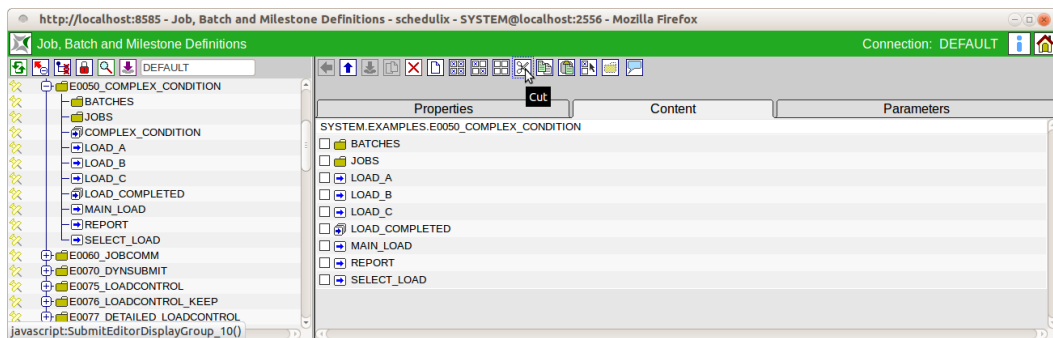 http://localhost:8585 - Job, Batch and Milestone Definitions - schedulix - SYSTEM@localhost:2556 - Mozilla Firefox
Job, Batch and Milestone Definitions
Connection: DEFAULT
DEFAULT
E0050_COMPLEX_CONDITION
BATCHES
JOBS
COMPLEX_CONDITION
LOAD_A
LOAD_B
LOAD_C
LOAD_COMPLETED
MAIN_LOAD
REPORT
SELECT_LOAD
E0060_JOBCOMM
E0070_DYNSUBMIT
E0075_LOADCONTROL
E0076_LOADCONTROL_KEEP
E0077_DETAILED_LOADCONTROL
javascript:SubmitEditorDisplayGroup_10()
Cut
Properties Content Parameters
SYSTEM.EXAMPLES.E0050_COMPLEX_CONDITION
BATCHES
JOBS
LOAD_A
LOAD_B
LOAD_C
LOAD_COMPLETED
MAIN_LOAD
REPORT
SELECT_LOAD